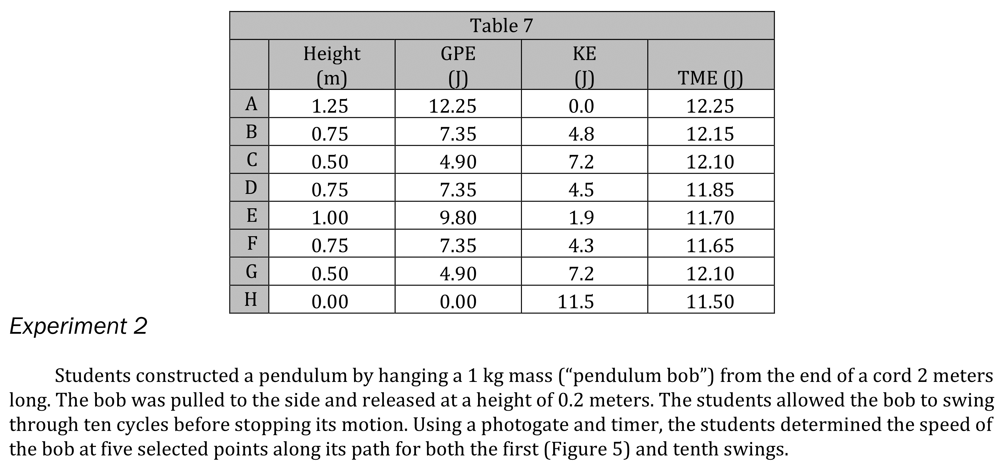 Table 7
Height (m) GPE (J) KE (J) TME (J)
A 1.25 12.25 0.0 12.25
B 0.75 7.35 4.8 12.15
C 0.50 4.90 7.2 12.10
D 0.75 7.35 4.5 11.85
E 1.00 9.80 1.9 11.70
F 0.75 7.35 4.3 11.65
G 0.50 4.90 7.2 12.10
H 0.00 0.00 11.5 11.50
Experiment 2
Students constructed a pendulum by hanging a 1 kg mass (“pendulum bob”) from the end of a cord 2 meters
long. The bob was pulled to the side and released at a height of 0.2 meters. The students allowed the bob to swing
through ten cycles before stopping its motion. Using a photogate and timer, the students determined the speed of
the bob at five selected points along its path for both the first (Figure 5) and tenth swings.